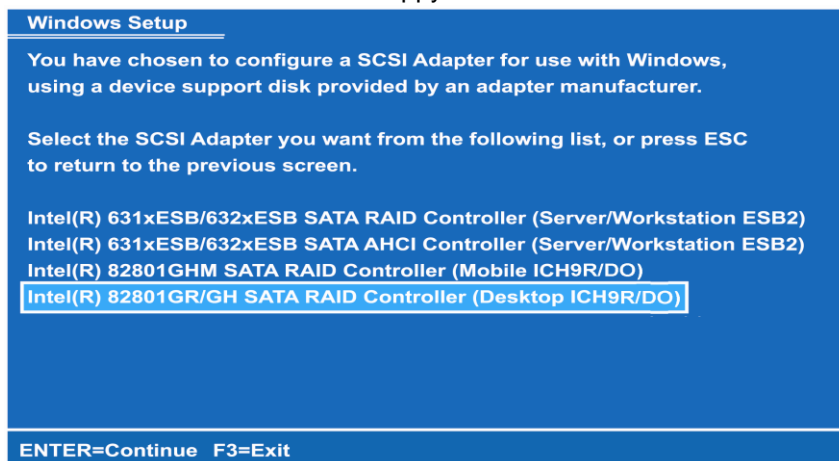 Windows Setup
You have chosen to configure a SCSI Adapter for use with Windows,
using a device support disk provided by an adapter manufacturer.
Select the SCSI Adapter you want from the following list, or press ESC
to return to the previous screen.
Intel(R) 631xESB/632xESB SATA RAID Controller (Server/Workstation ESB2)
Intel(R) 631xESB/632xESB SATA AHCI Controller (Server/Workstation ESB2)
Intel(R) 82801GHM SATA RAID Controller (Mobile ICH9R/DO)
Intel(R) 82801GR/GH SATA RAID Controller (Desktop ICH9R/DO)
ENTER=Continue F3=Exit